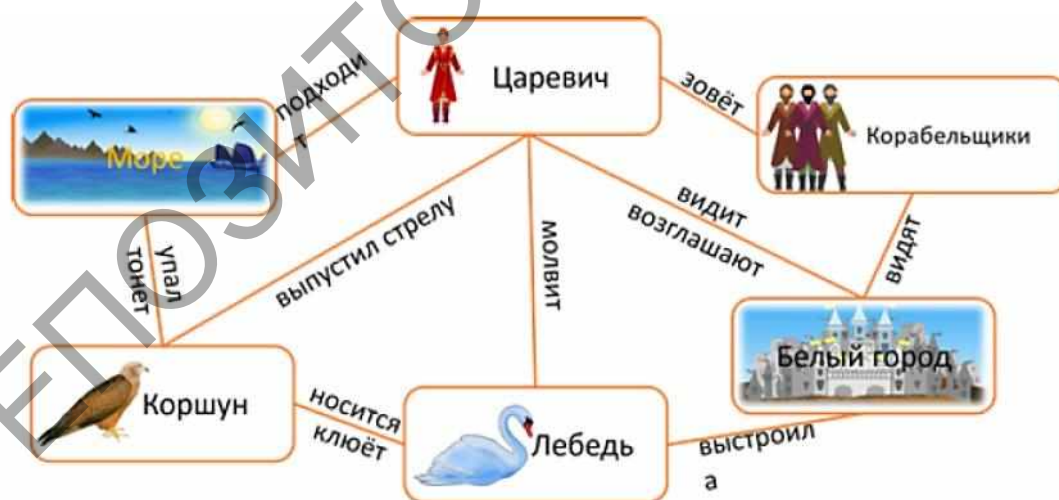 Царевич
подходи
т
зовёт
Корабельщики
Море
упал
тонет
выпустил стрелу
молвит
видит
возглашают
видят
Белый город
Коршун
носится
клюёт
Лебедь
выстроил
а